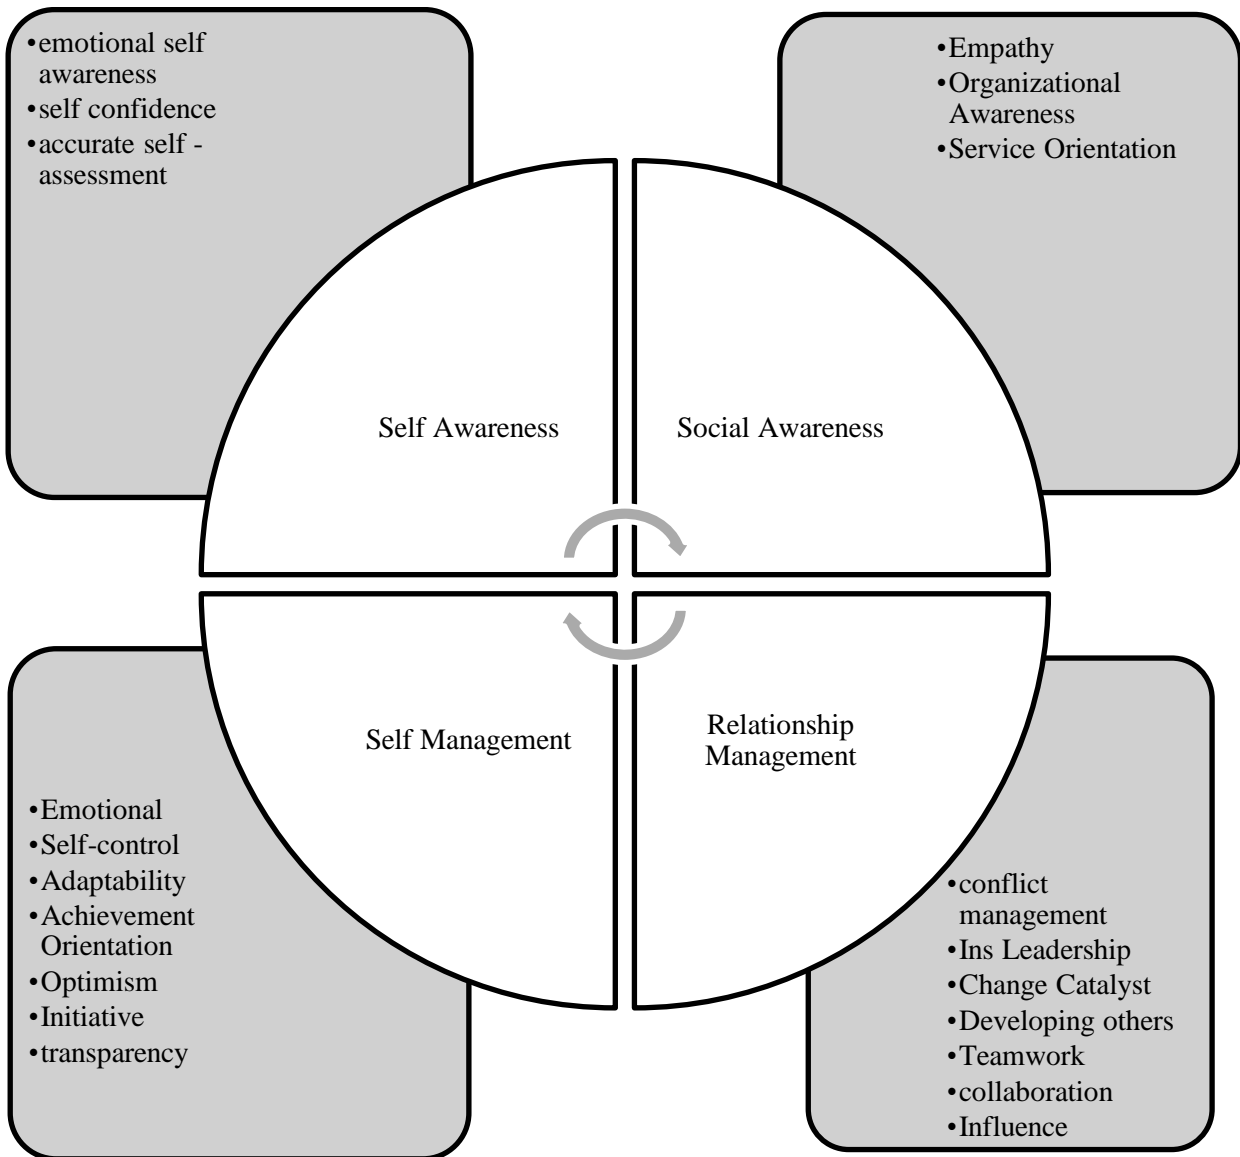 •emotional self
awareness
•self confidence
•accurate self -
assessment
•Empathy
•Organizational
Awareness
•Service Orientation
Self Awareness
Social Awareness
Self Management
Relationship
Management
•Emotional
•Self-control
•Adaptability
•Achievement
Orientation
•Optimism
•Initiative
•transparency
•conflict
management
•Ins Leadership
•Change Catalyst
•Developing others
•Teamwork
•collaboration
•Influence